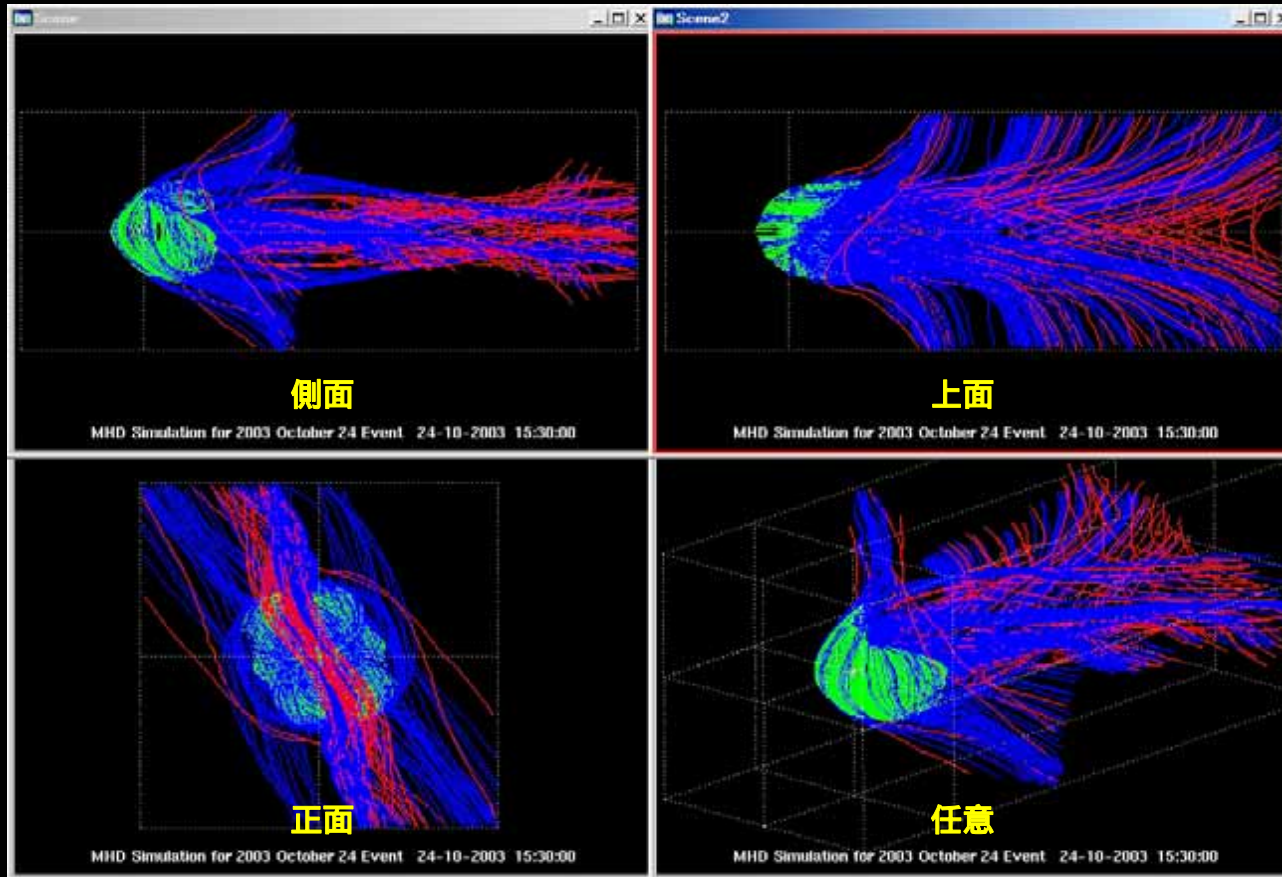 Scene
Scene2
側面
MHD Simulation for 2003 October 24 Event 24-10-2003 15:30:00
上面
MHD Simulation for 2003 October 24 Event 24-10-2003 15:30:00
正面
MHD Simulation for 2003 October 24 Event 24-10-2003 15:30:00
任意
MHD Simulation for 2003 October 24 Event 24-10-2003 15:30:00